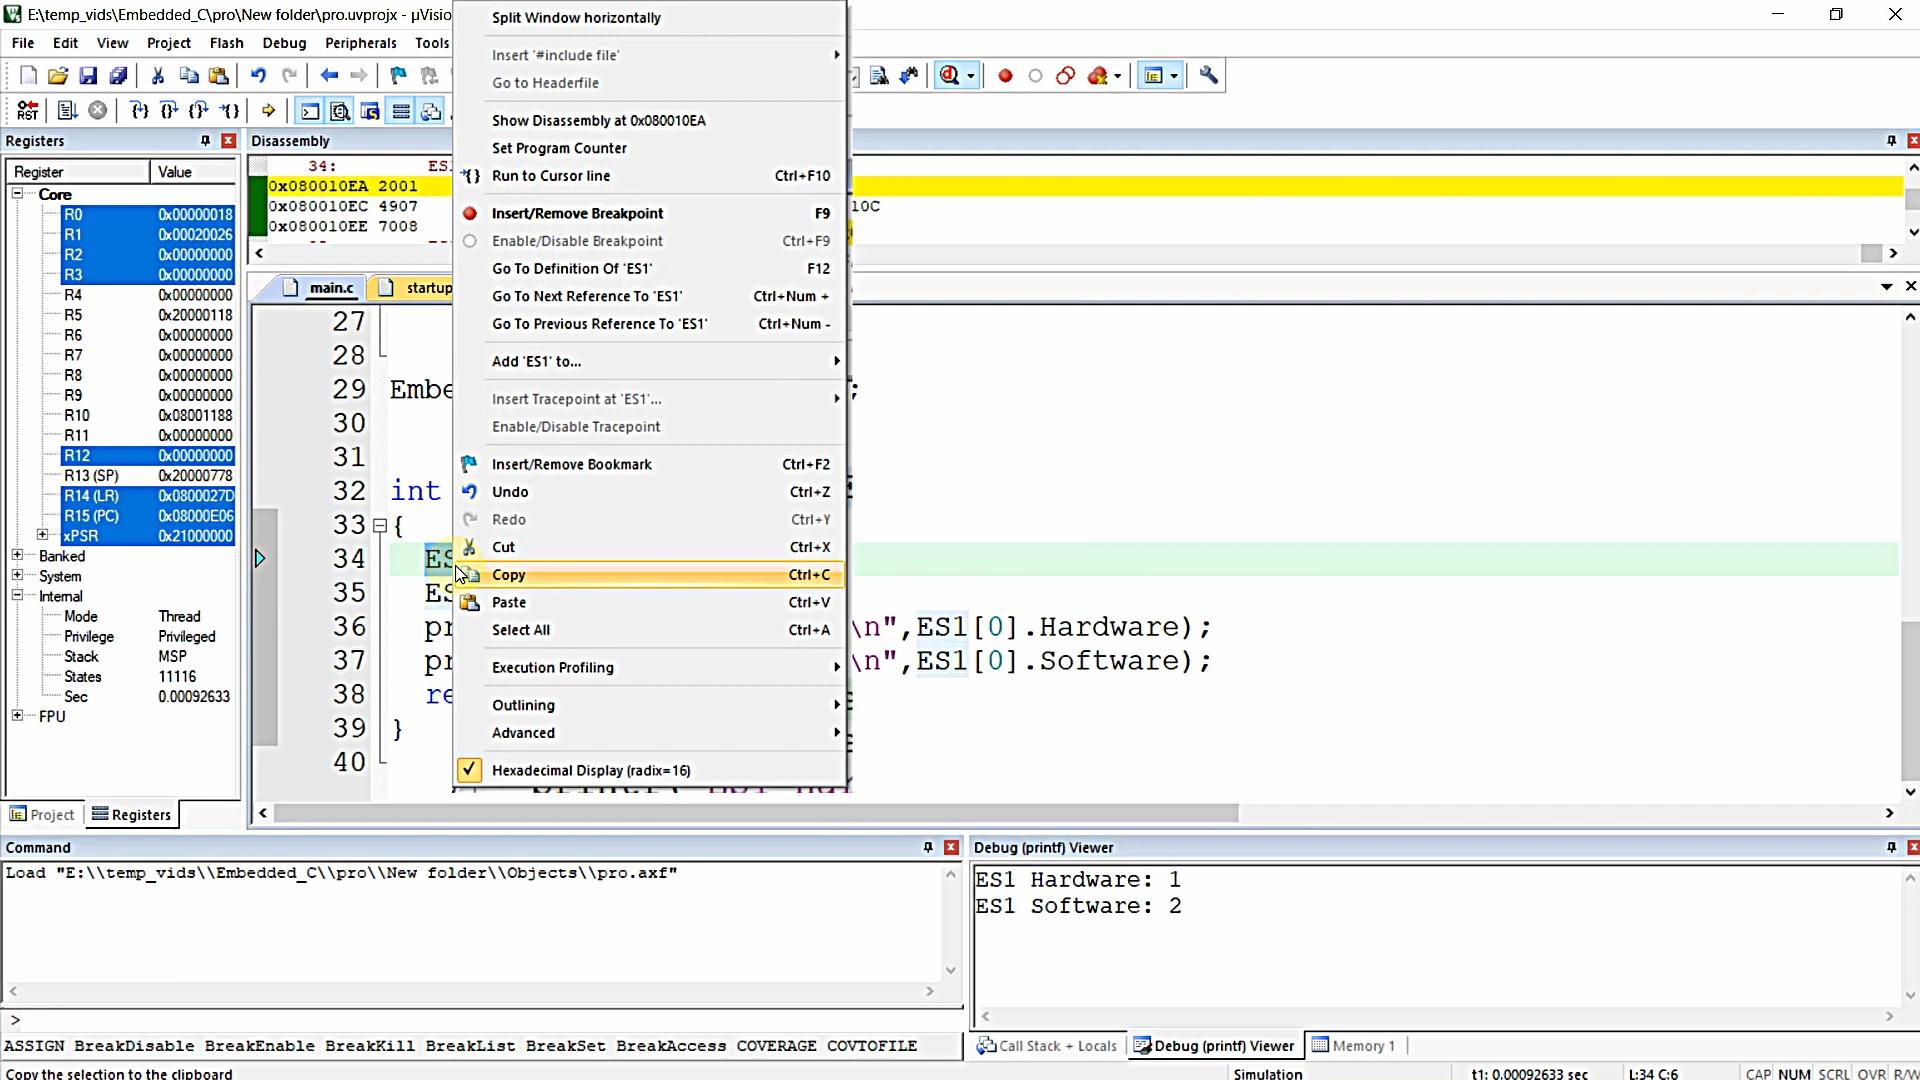 E:\temp_vids\Embedded_C\pro\New folder\pro.uvprojx - µVisio
File Edit View Project Flash Debug Peripherals Tools
Registers
Register Value
Core
R0 0x00000018
R1 0x00020026
R2 0x00000000
R3 0x00000000
R4 0x00000000
R5 0x20000118
R6 0x00000000
R7 0x00000000
R8 0x00000000
R9 0x00000000
R10 0x08001188
R11 0x00000000
R12 0x00000000
R13 (SP) 0x20000778
R14 (LR) 0x0800027D
R15 (PC) 0x08000E06
xPSR 0x21000000
Banked
System
Internal
Mode Thread
Privilege Privileged
Stack MSP
States 11116
Sec 0.00092633
FPU
Project Registers
Disassembly
34: ES
0x080010EA 2001
0x080010EC 4907 10C
0x080010EE 7008
main.c startup
27
28
29 Embe ;
30
31
32 int
33 {
34 ES
35 ES
36 pr \n",ES1[0].Hardware);
37 pr \n",ES1[0].Software);
38 re
39 }
40
Split Window horizontally
Insert '#include file'
Go to Headerfile
Show Disassembly at 0x080010EA
Set Program Counter
Run to Cursor line Ctrl+F10
Insert/Remove Breakpoint F9
Enable/Disable Breakpoint Ctrl+F9
Go To Definition Of 'ES1' F12
Go To Next Reference To 'ES1' Ctrl+Num +
Go To Previous Reference To 'ES1' Ctrl+Num -
Add 'ES1' to...
Insert Tracepoint at 'ES1'...
Enable/Disable Tracepoint
Insert/Remove Bookmark Ctrl+F2
Undo Ctrl+Z
Redo Ctrl+Y
Cut Ctrl+X
Copy Ctrl+C
Paste Ctrl+V
Select All Ctrl+A
Execution Profiling
Outlining
Advanced
Hexadecimal Display (radix=16)
Command
Load "E:\\temp_vids\\Embedded_C\\pro\\New folder\\Objects\\pro.axf"
>
ASSIGN BreakDisable BreakEnable BreakKill BreakList BreakSet BreakAccess COVERAGE COVTOFILE
Debug (printf) Viewer
ES1 Hardware: 1
ES1 Software: 2
Call Stack + Locals Debug (printf) Viewer Memory 1
Copy the selection to the clipboard Simulation t1: 0.00092633 sec L:34 C:6 CAP NUM SCRL OVR R/W